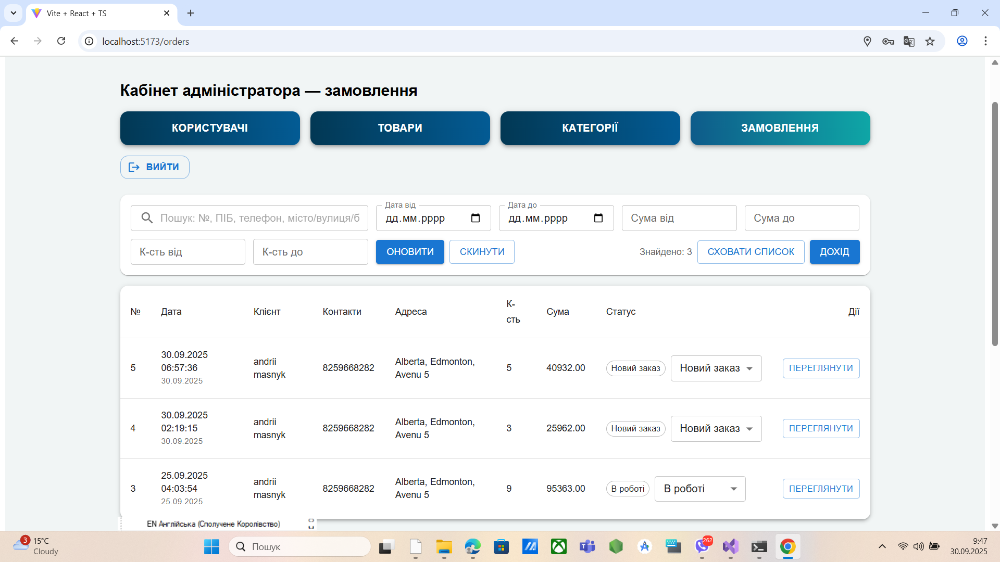 Vite + React + TS
localhost:5173/orders
Кабінет адміністратора — замовлення
КОРИСТУВАЧІ
ТОВАРИ
КАТЕГОРІЇ
ЗАМОВЛЕННЯ
ВИЙТИ
Пошук: №, ПІБ, телефон, місто/вулиця/б
Дата від
дд.мм.рррр
Дата до
дд.мм.рррр
Сума від
Сума до
К-сть від
К-сть до
ОНОВИТИ
СКИНУТИ
Знайдено: 3
СХОВАТИ СПИСОК
ДОХІД
№
Дата
Клієнт
Контакти
Адреса
К-
сть
Сума
Статус
Дії
5
30.09.2025
06:57:36
30.09.2025
andrii
masnyk
8259668282
Alberta, Edmonton,
Avenu 5
5
40932.00
Новий заказ
Новий заказ
ПЕРЕГЛЯНУТИ
4
30.09.2025
02:19:15
30.09.2025
andrii
masnyk
8259668282
Alberta, Edmonton,
Avenu 5
3
25962.00
Новий заказ
Новий заказ
ПЕРЕГЛЯНУТИ
3
25.09.2025
04:03:54
25.09.2025
andrii
masnyk
8259668282
Alberta, Edmonton,
Avenu 5
9
95363.00
В роботі
В роботі
ПЕРЕГЛЯНУТИ
EN Англійська (Сполучене Королівство)
3
15°C
Cloudy
Пошук
262
9:47
30.09.2025